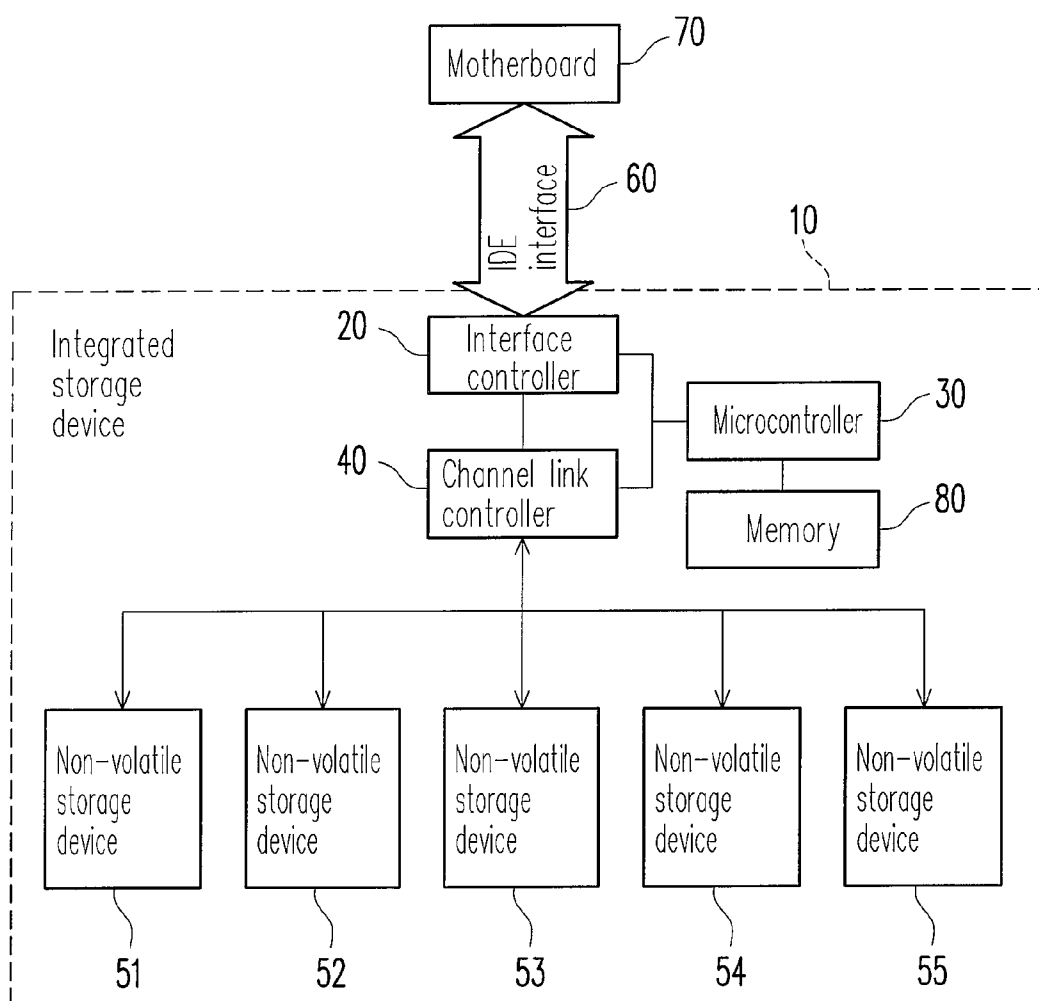 70
Motherboard
60
IDE
interface
10
Integrated
storage
device
20
Interface
controller
30
Microcontroller
40
Channel link
controller
80
Memory
Non-volatile
storage
device
Non-volatile
storage
device
Non-volatile
storage
device
Non-volatile
storage
device
Non-volatile
storage
device
51
52
53
54
55